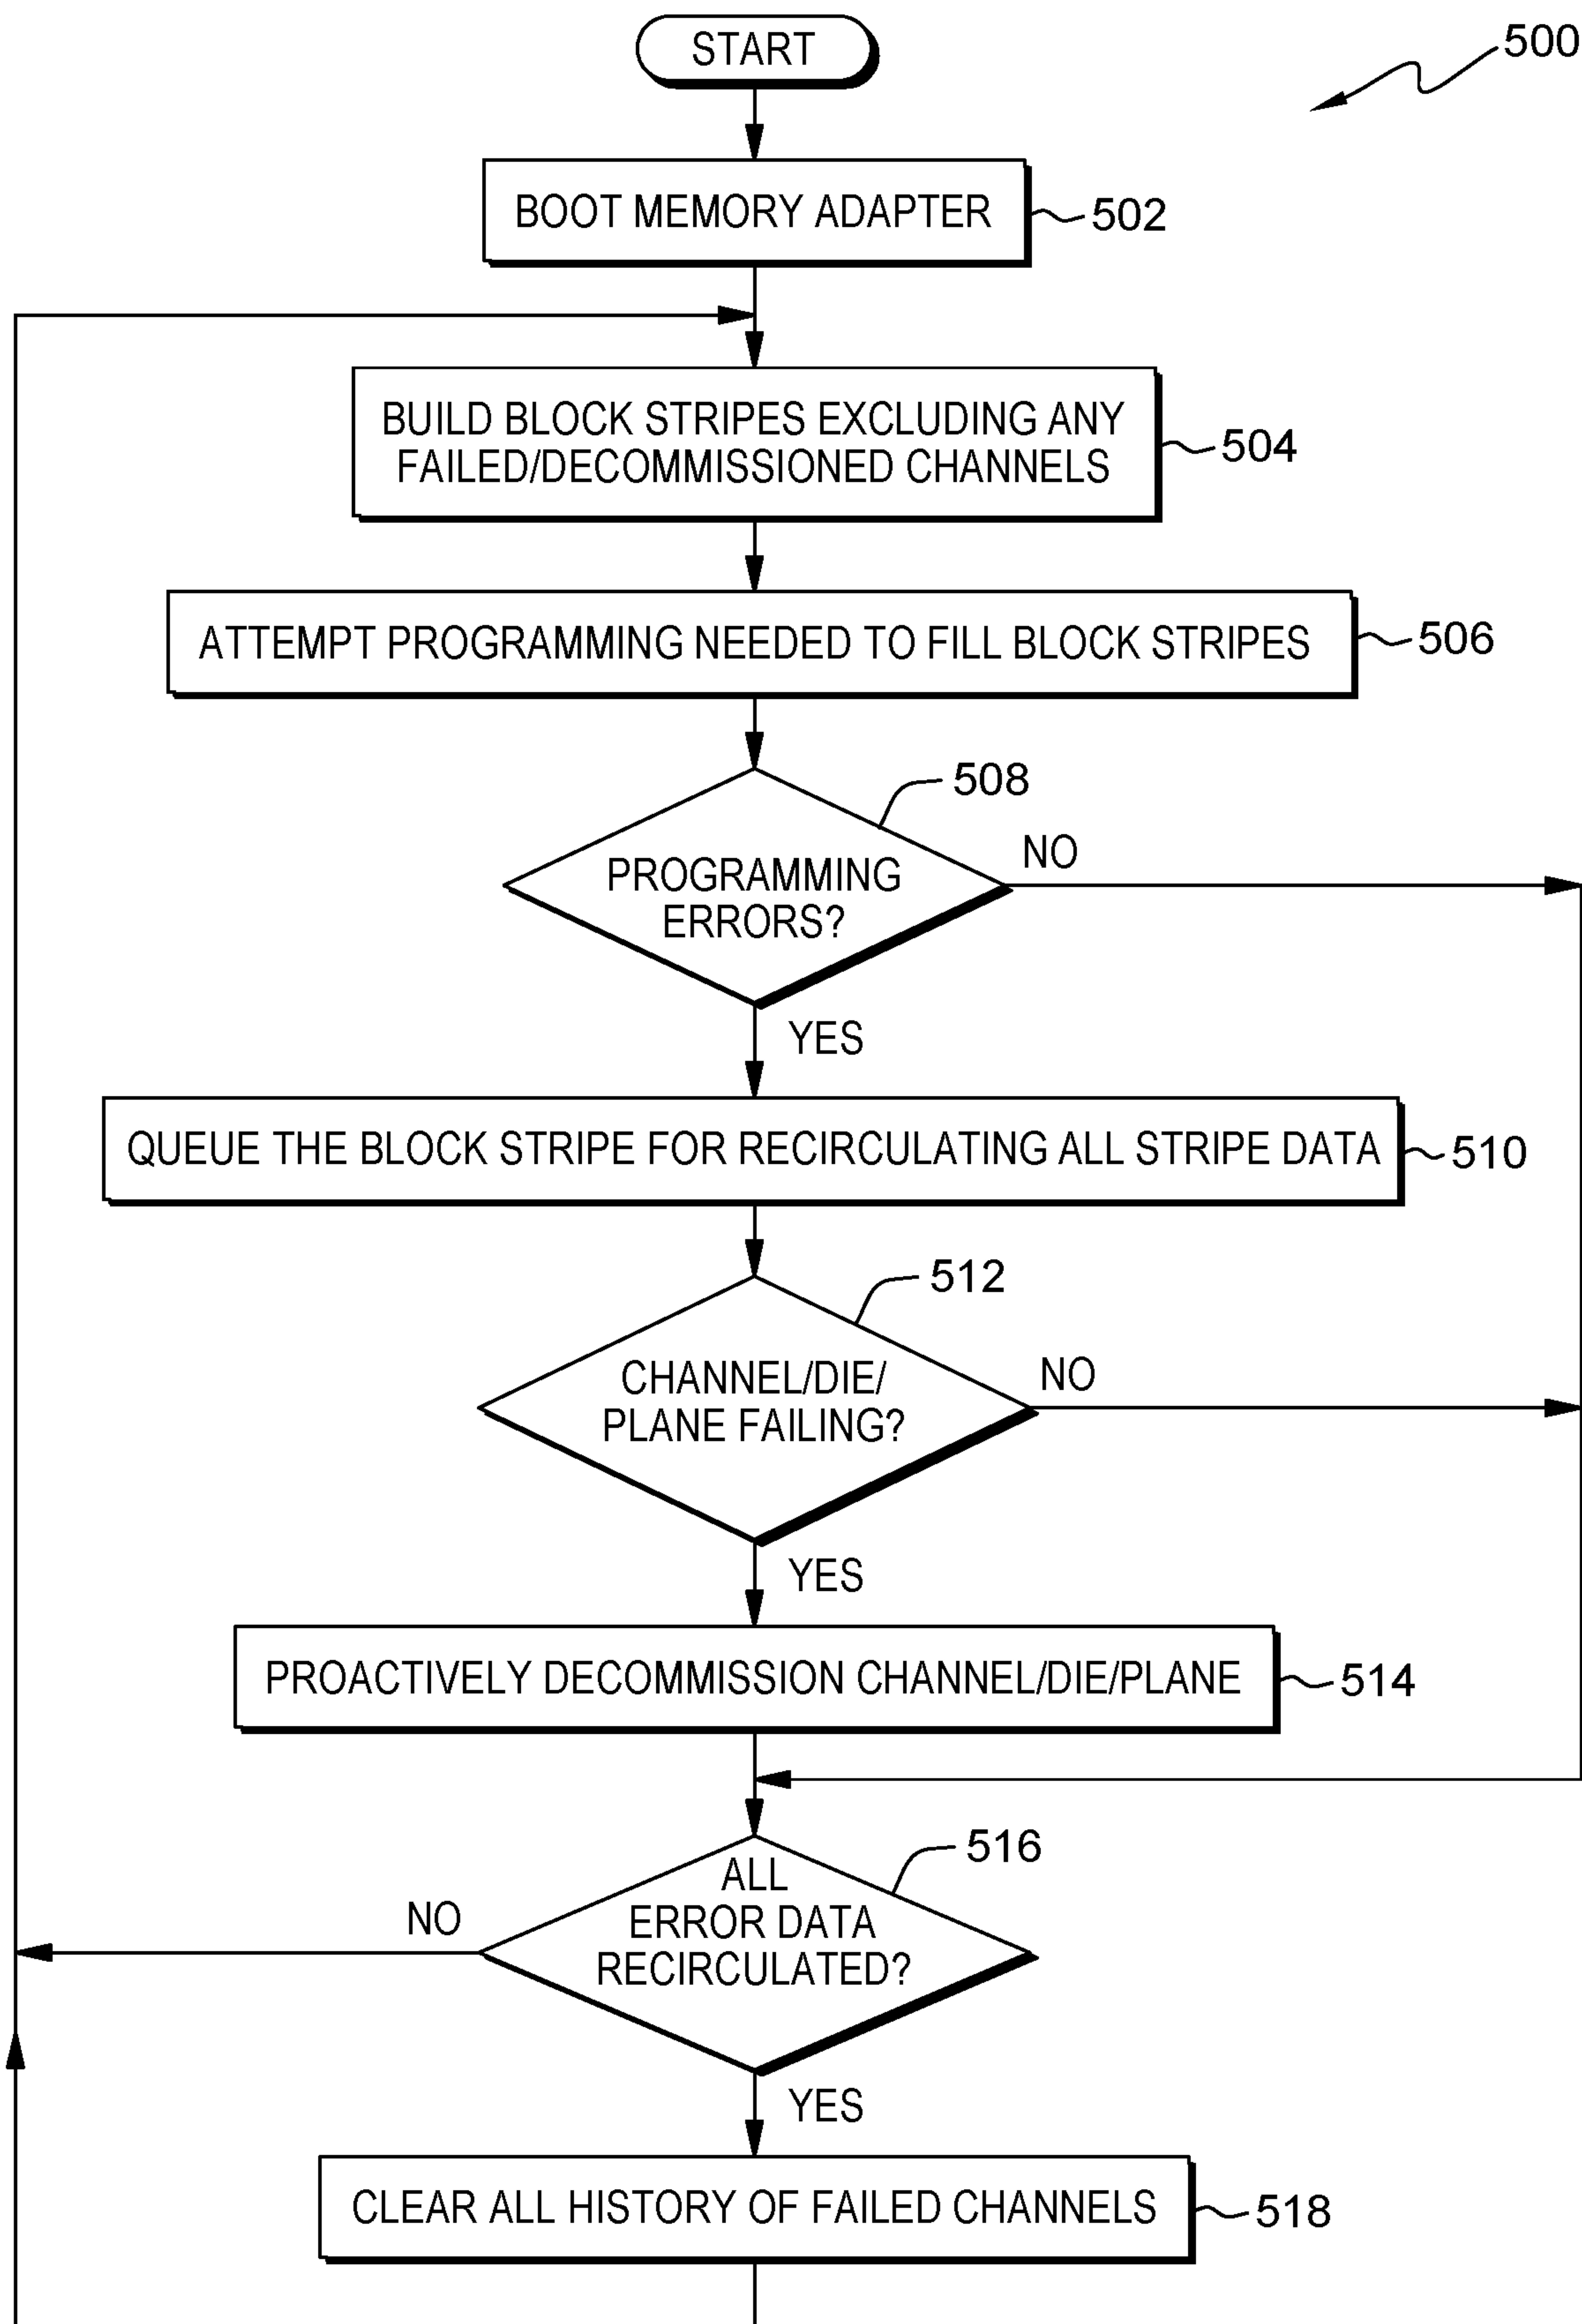 START
500
BOOT MEMORY ADAPTER
502
BUILD BLOCK STRIPES EXCLUDING ANY
FAILED/DECOMMISSIONED CHANNELS
504
ATTEMPT PROGRAMMING NEEDED TO FILL BLOCK STRIPES
506
508
PROGRAMMING
ERRORS?
NO
YES
QUEUE THE BLOCK STRIPE FOR RECIRCULATING ALL STRIPE DATA
510
512
CHANNEL/DIE/
PLANE FAILING?
NO
YES
PROACTIVELY DECOMMISSION CHANNEL/DIE/PLANE
514
516
ALL
ERROR DATA
RECIRCULATED?
NO
YES
CLEAR ALL HISTORY OF FAILED CHANNELS
518